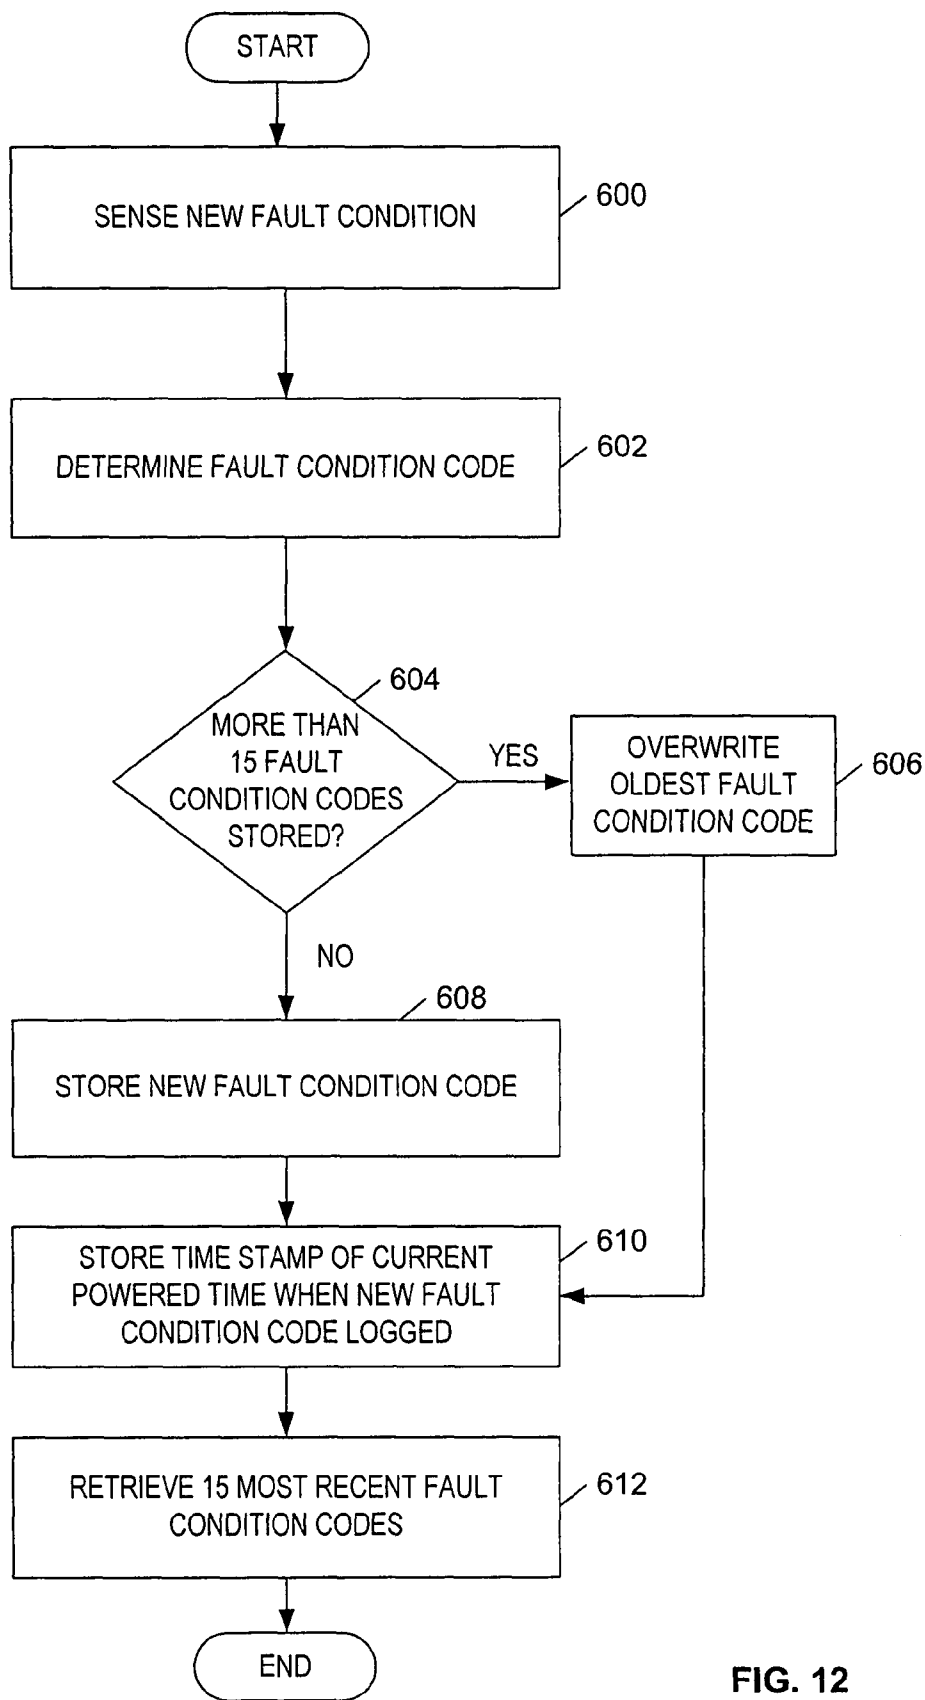 START
SENSE NEW FAULT CONDITION
600
DETERMINE FAULT CONDITION CODE
602
604
MORE THAN
15 FAULT
CONDITION CODES
STORED?
YES
OVERWRITE
OLDEST FAULT
CONDITION CODE
606
NO
608
STORE NEW FAULT CONDITION CODE
STORE TIME STAMP OF CURRENT
POWERED TIME WHEN NEW FAULT
CONDITION CODE LOGGED
610
RETRIEVE 15 MOST RECENT FAULT
CONDITION CODES
612
END
FIG. 12